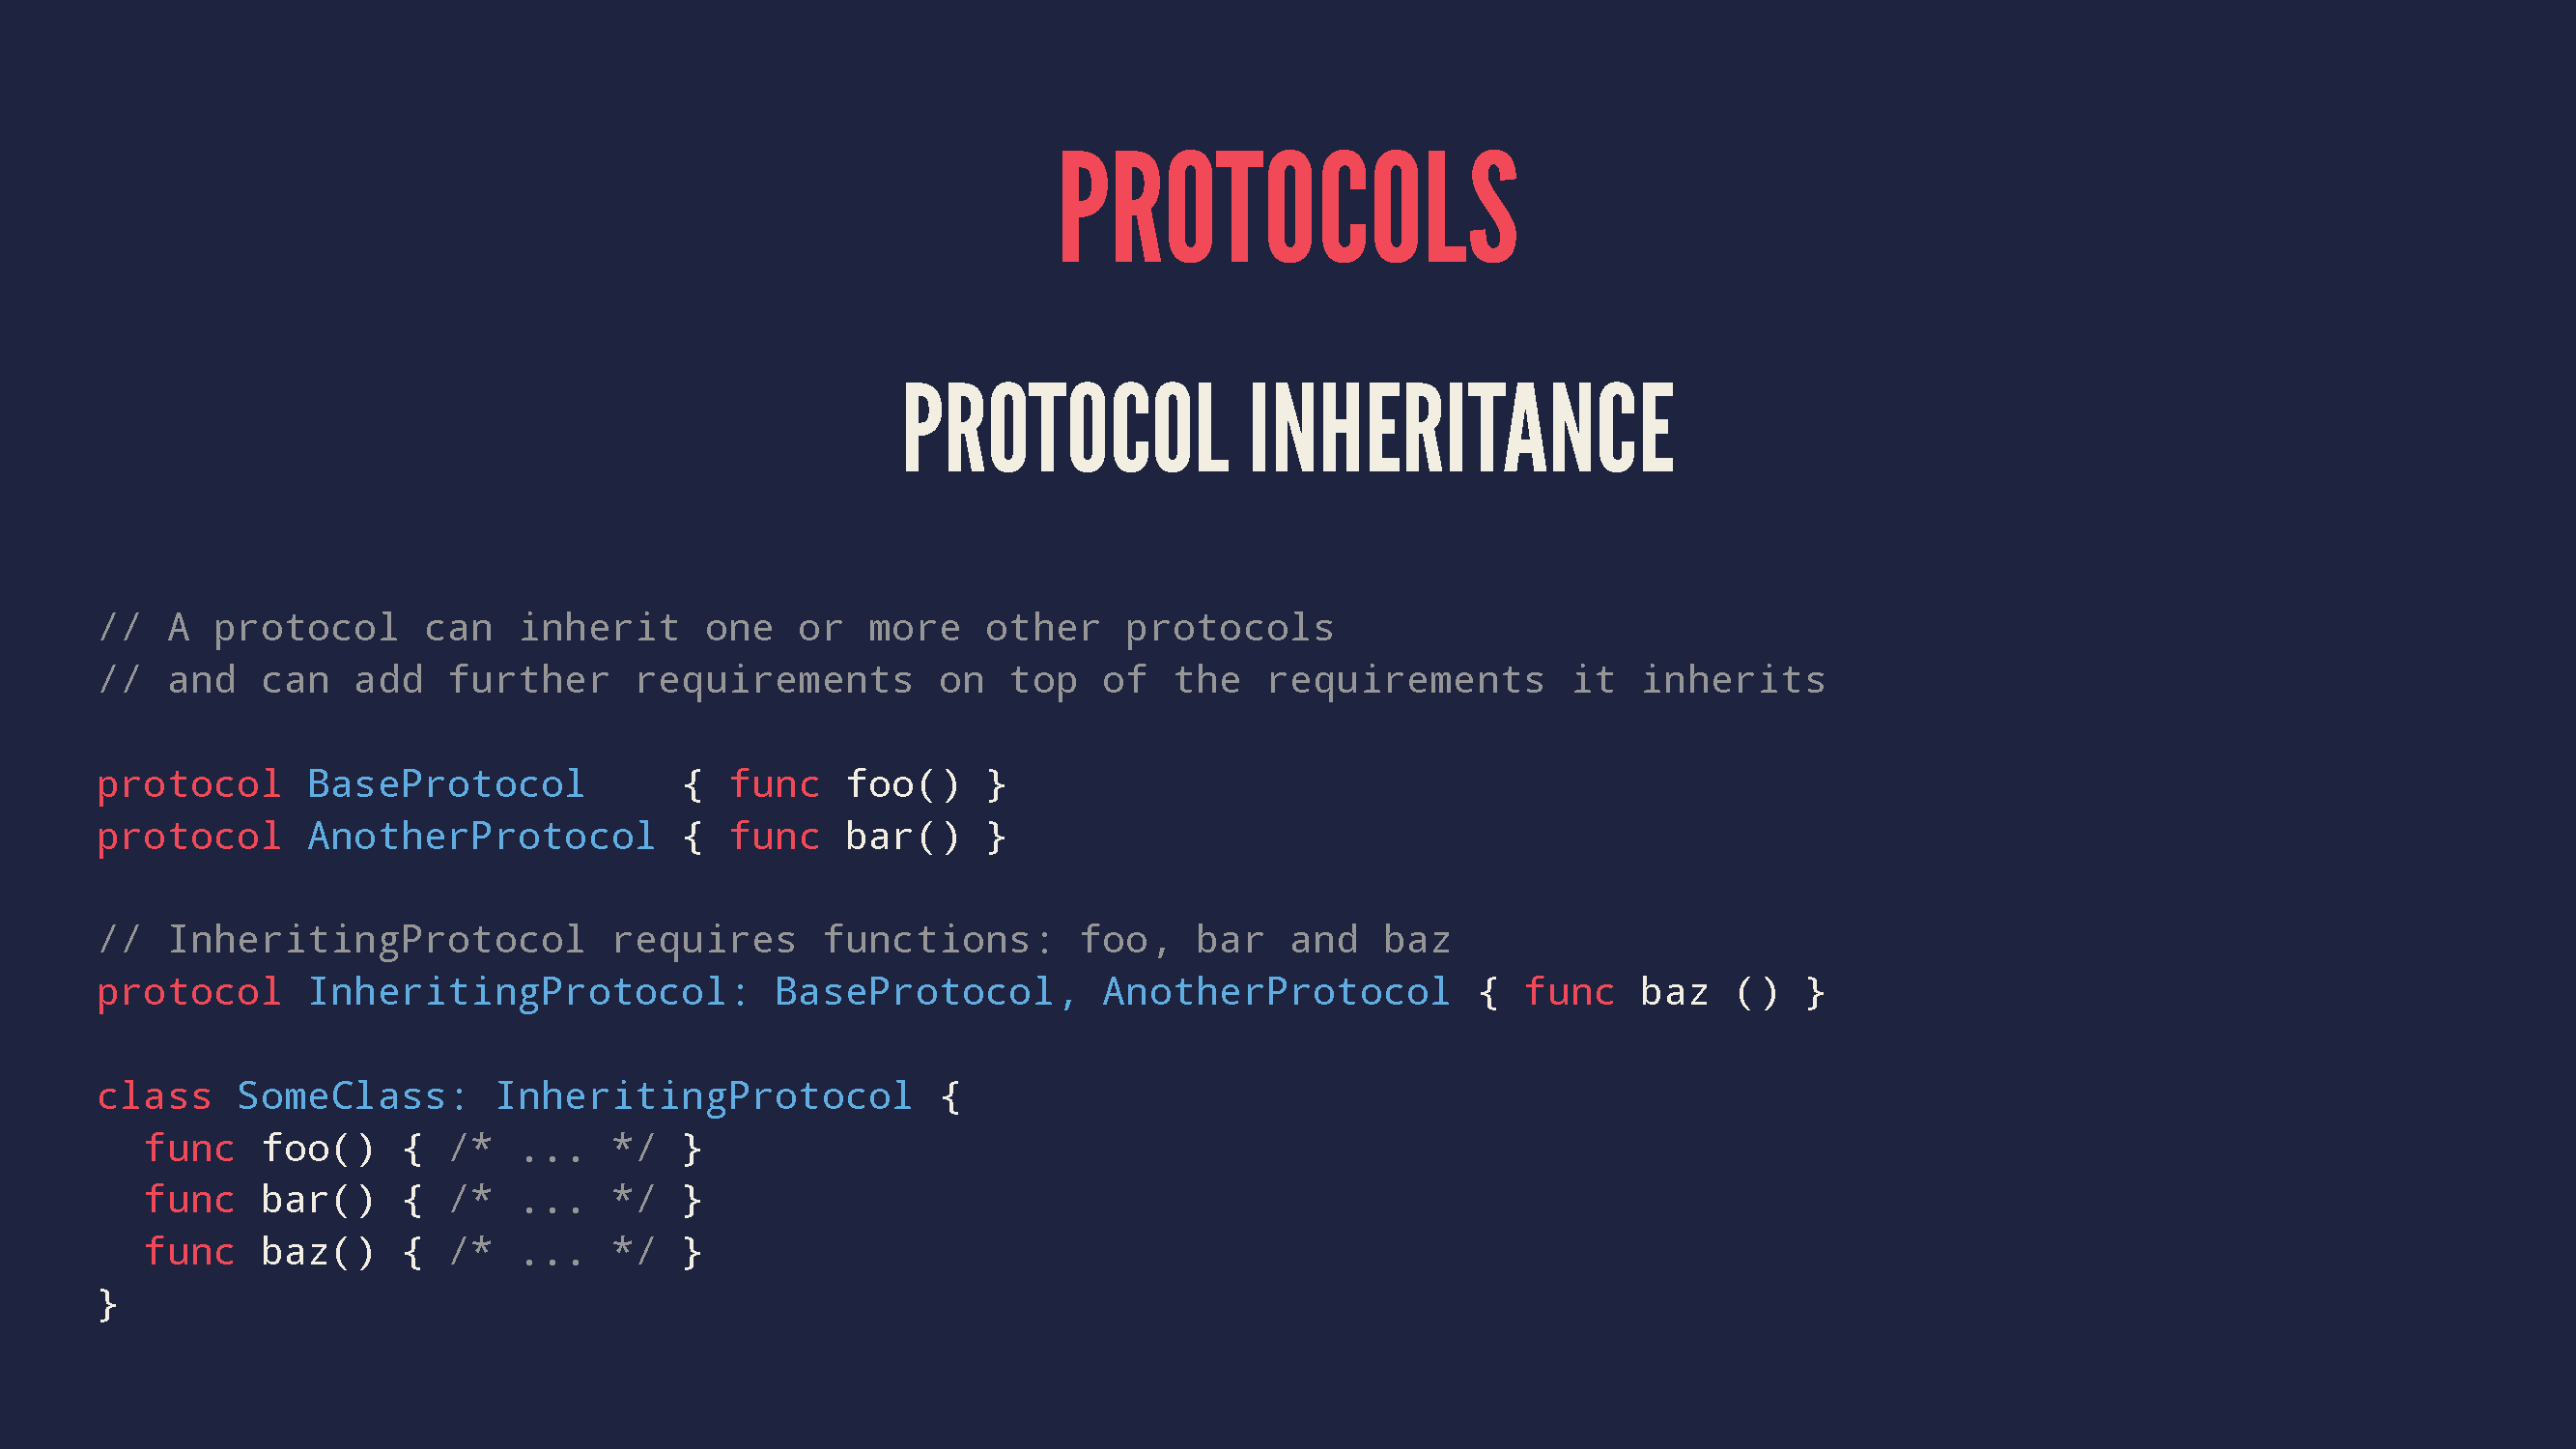 PROTOCOLS
PROTOCOL INHERITANCE
// A protocol can inherit one or more other protocols
// and can add further requirements on top of the requirements it inherits
protocol BaseProtocol    { func foo() }
protocol AnotherProtocol { func bar() }
// InheritingProtocol requires functions: foo, bar and baz
protocol InheritingProtocol: BaseProtocol, AnotherProtocol { func baz () }
class SomeClass: InheritingProtocol {
  func foo() { /* ... */ }
  func bar() { /* ... */ }
  func baz() { /* ... */ }
}